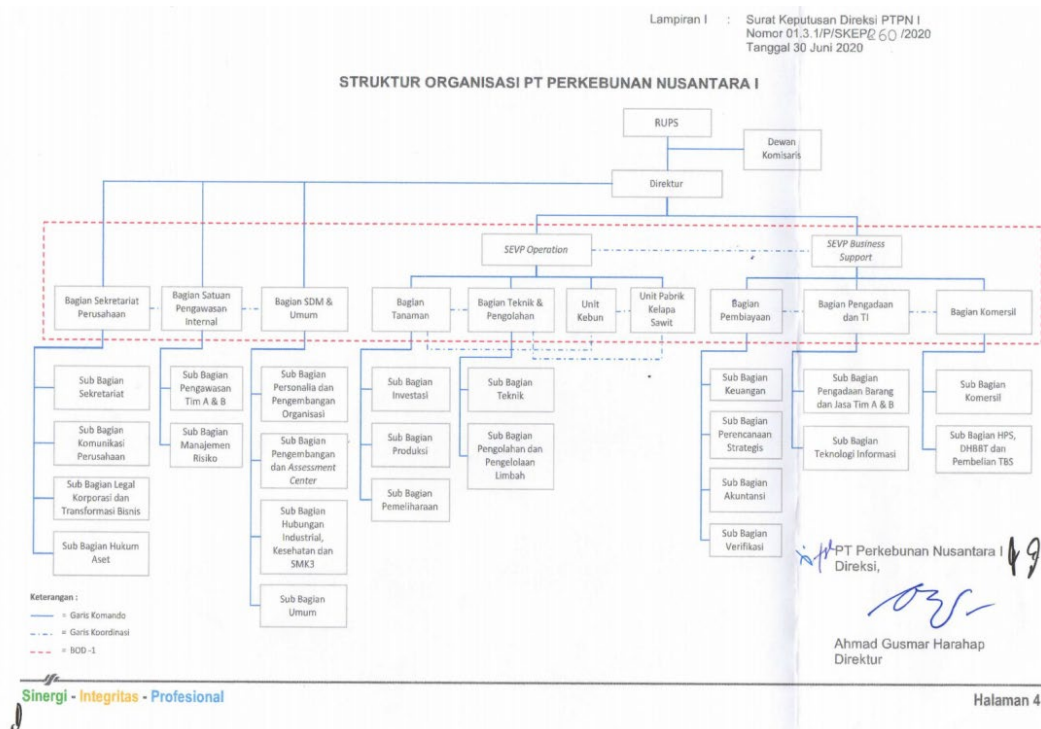 Lampiran I : Surat Keputusan Direksi PTPN I
Nomor 01.3.1/P/SKEP/260 /2020
Tanggal 30 Juni 2020
STRUKTUR ORGANISASI PT PERKEBUNAN NUSANTARA I
RUPS
Dewan
Komisaris
Direktur
SEVP Operation
SEVP Business
Support
Bagian Sekretariat
Perusahaan
Bagian Satuan
Pengawasan
Internal
Bagian SDM &
Umum
Bagian
Tanaman
Bagian Teknik &
Pengolahan
Unit
Kebun
Unit Pabrik
Kelapa
Sawit
Bagian
Pembiayaan
Bagian Pengadaan
dan TI
Bagian Komersil
Sub Bagian
Sekretariat
Sub Bagian
Komunikasi
Perusahaan
Sub Bagian Legal
Korporasi dan
Transformasi Bisnis
Sub Bagian Hukum
Aset
Sub Bagian
Pengawasan
Tim A & B
Sub Bagian
Manajemen
Risiko
Sub Bagian
Personalia dan
Pengembangan
Organisasi
Sub Bagian
Pengembangan
dan Assessment
Center
Sub Bagian
Hubungan
Industrial,
Kesehatan dan
SMK3
Sub Bagian
Umum
Sub Bagian
Investasi
Sub Bagian
Produksi
Sub Bagian
Pemeliharaan
Sub Bagian
Teknik
Sub Bagian
Pengolahan dan
Pengelolaan
Limbah
Sub Bagian
Keuangan
Sub Bagian
Perencanaan
Strategis
Sub Bagian
Akuntansi
Sub Bagian
Verifikasi
Sub Bagian
Pengadaan Barang
dan Jasa Tim A & B
Sub Bagian
Teknologi Informasi
Sub Bagian
Komersil
Sub Bagian HPS,
DHBBT dan
Pembelian TBS
Keterangan :
= Garis Komando
= Garis Koordinasi
= BOD -1
PT Perkebunan Nusantara I
Direksi,
Ahmad Gusmar Harahap
Direktur
Sinergi - Integritas - Profesional
Halaman 4